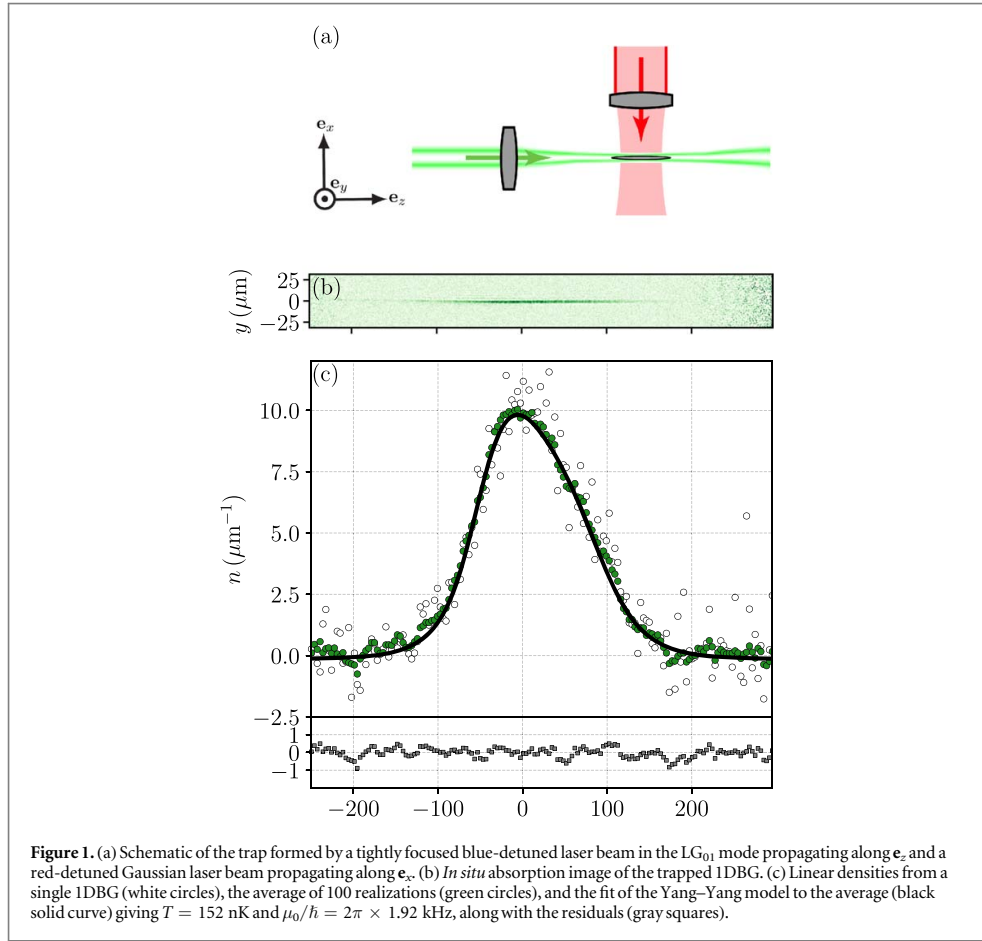 (a)
e_x
e_y
e_z
(b)
y (μm)
25
0
−25
(c)
n (μm⁻¹)
10.0
7.5
5.0
2.5
0.0
−2.5
1
0
−1
−200 −100 0 100 200
Figure 1. (a) Schematic of the trap formed by a tightly focused blue-detuned laser beam in the LG₀₁ mode propagating along e_z and a
red-detuned Gaussian laser beam propagating along e_x. (b) In situ absorption image of the trapped 1DBG. (c) Linear densities from a
single 1DBG (white circles), the average of 100 realizations (green circles), and the fit of the Yang–Yang model to the average (black
solid curve) giving T = 152 nK and μ₀/ℏ = 2π × 1.92 kHz, along with the residuals (gray squares).